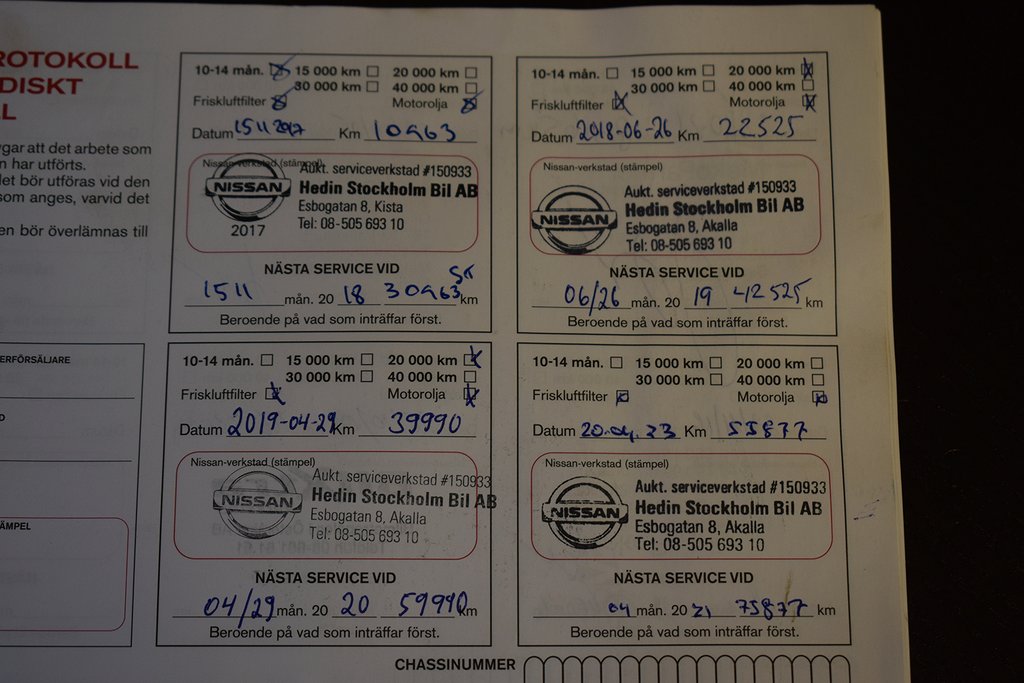 ROTOKOLL
DISKT
L
ygar att det arbete som
n har utförts.
let bör utföras vid den
som anges, varvid det
en bör överlämnas till
ERFÖRSÄLJARE
D
ÄMPEL
10-14 mån. 15 000 km 20 000 km
30 000 km 40 000 km
Friskluftfilter Motorolja
Datum 1511 2017 Km 10963
Nissan-verkstad (stämpel)
Aukt. serviceverkstad #150933
NISSAN Hedin Stockholm Bil AB
Esbogatan 8, Kista
2017 Tel: 08-505 693 10
NÄSTA SERVICE VID
1511 mån. 20 18 30963 km
Beroende på vad som inträffar först.
10-14 mån. 15 000 km 20 000 km
30 000 km 40 000 km
Friskluftfilter Motorolja
Datum 2018-06-26 Km 22525
Nissan-verkstad (stämpel)
Aukt. serviceverkstad #150933
NISSAN Hedin Stockholm Bil AB
Esbogatan 8, Akalla
Tel: 08-505 693 10
NÄSTA SERVICE VID
06/26 mån. 20 19 42525 km
Beroende på vad som inträffar först.
10-14 mån. 15 000 km 20 000 km
30 000 km 40 000 km
Friskluftfilter Motorolja
Datum 2019-04-29 Km 39990
Nissan-verkstad (stämpel)
Aukt. serviceverkstad #150933
NISSAN Hedin Stockholm Bil AB
Esbogatan 8, Akalla
Tel: 08-505 693 10
NÄSTA SERVICE VID
04/29 mån. 20 20 59990 km
Beroende på vad som inträffar först.
10-14 mån. 15 000 km 20 000 km
30 000 km 40 000 km
Friskluftfilter Motorolja
Datum 20.04.23 Km 55877
Nissan-verkstad (stämpel)
Aukt. serviceverkstad #150933
NISSAN Hedin Stockholm Bil AB
Esbogatan 8, Akalla
Tel: 08-505 693 10
NÄSTA SERVICE VID
04 mån. 20 21 75877 km
Beroende på vad som inträffar först.
CHASSINUMMER